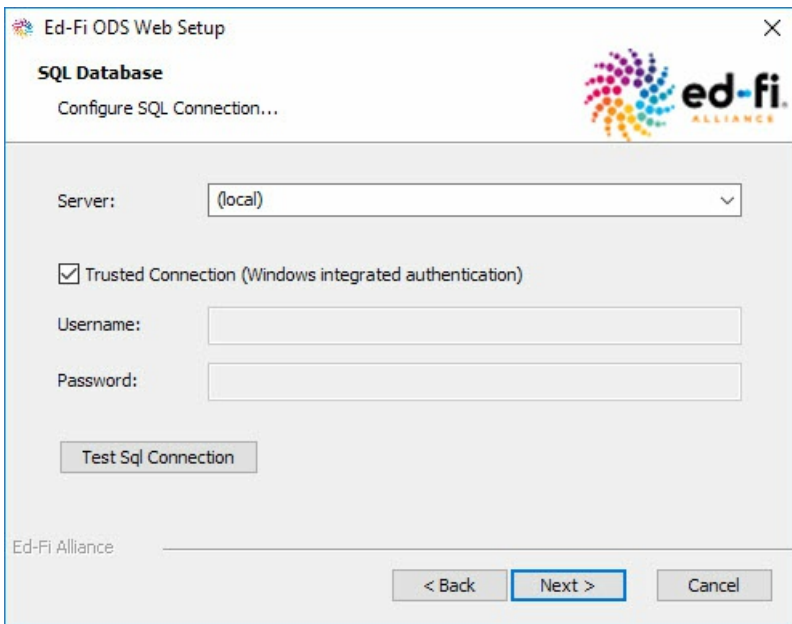 Ed-Fi ODS Web Setup
SQL Database
Configure SQL Connection...
ed-fi.
ALLIANCE
Server:
(local)
Trusted Connection (Windows integrated authentication)
Username:
Password:
Test Sql Connection
Ed-Fi Alliance
< Back Next > Cancel